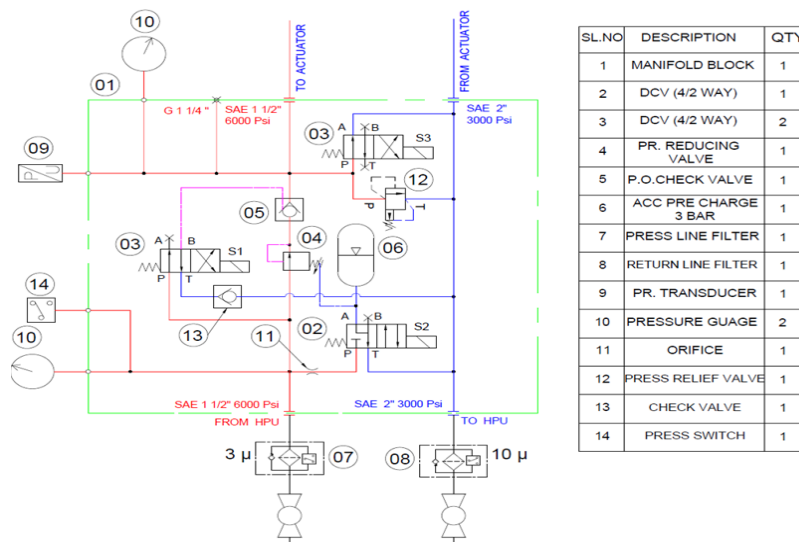 10
01
TO ACTUATOR
FROM ACTUATOR
G 1 1/4 "
SAE 1 1/2"
6000 Psi
SAE 2"
3000 Psi
03
A
B
S3
P
T
09
P
U
12
P
T
05
04
06
03
A
B
S1
P
T
14
13
02
A
B
S2
P
T
10
11
SAE 1 1/2" 6000 Psi
FROM HPU
SAE 2" 3000 Psi
TO HPU
3 µ
07
08
10 µ
SL.NO DESCRIPTION QTY
1 MANIFOLD BLOCK 1
2 DCV (4/2 WAY) 1
3 DCV (4/2 WAY) 2
4 PR. REDUCING
VALVE 1
5 P.O.CHECK VALVE 1
6 ACC PRE CHARGE
3 BAR 1
7 PRESS LINE FILTER 1
8 RETURN LINE FILTER 1
9 PR. TRANSDUCER 1
10 PRESSURE GUAGE 2
11 ORIFICE 1
12 PRESS RELIEF VALVE 1
13 CHECK VALVE 1
14 PRESS SWITCH 1